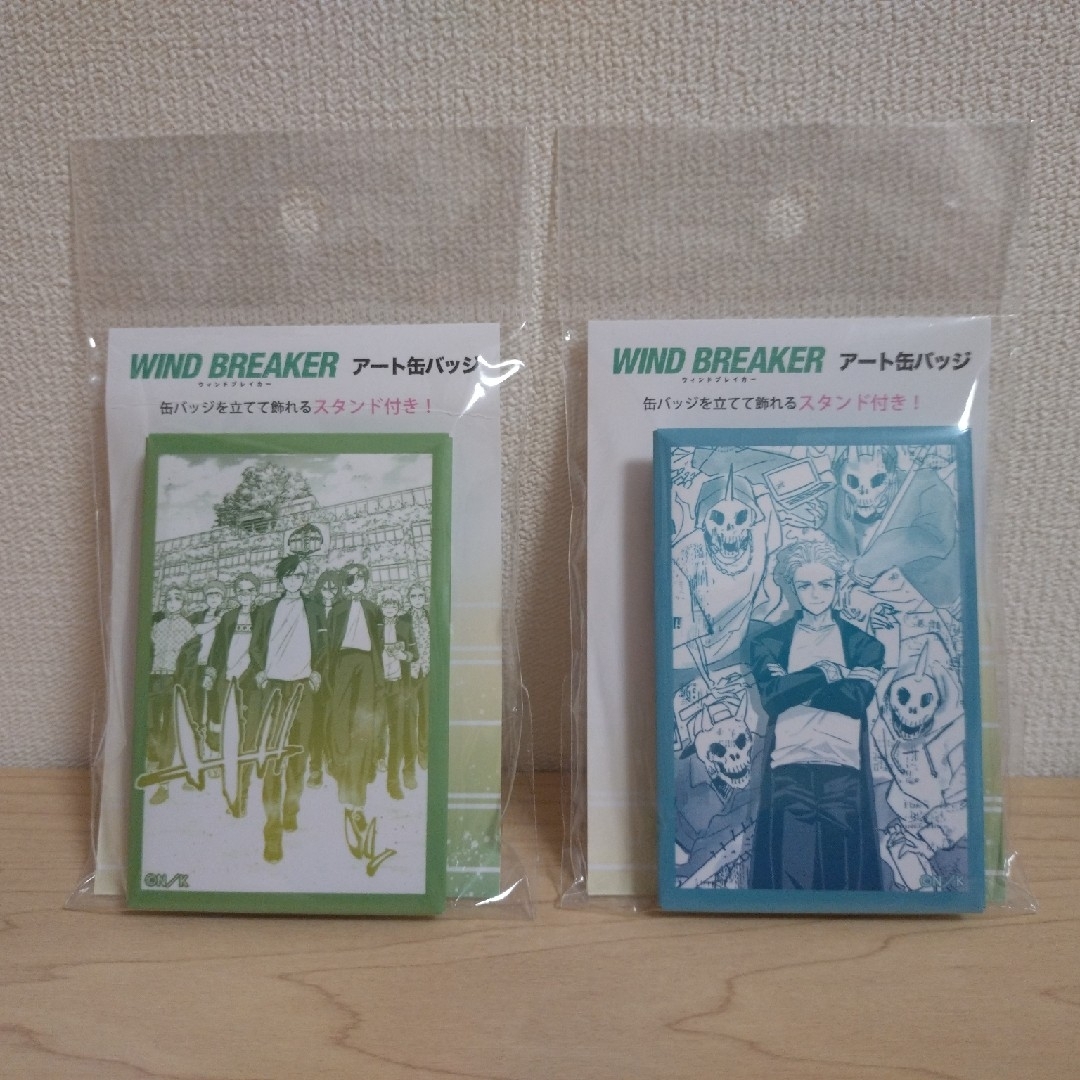 WIND BREAKER アート缶バッジ
ウィンドブレイカー
缶バッジを立てて飾れるスタンド付き!
©N/K
WIND BREAKER アート缶バッジ
ウィンドブレイカー
缶バッジを立てて飾れるスタンド付き!
©N/K